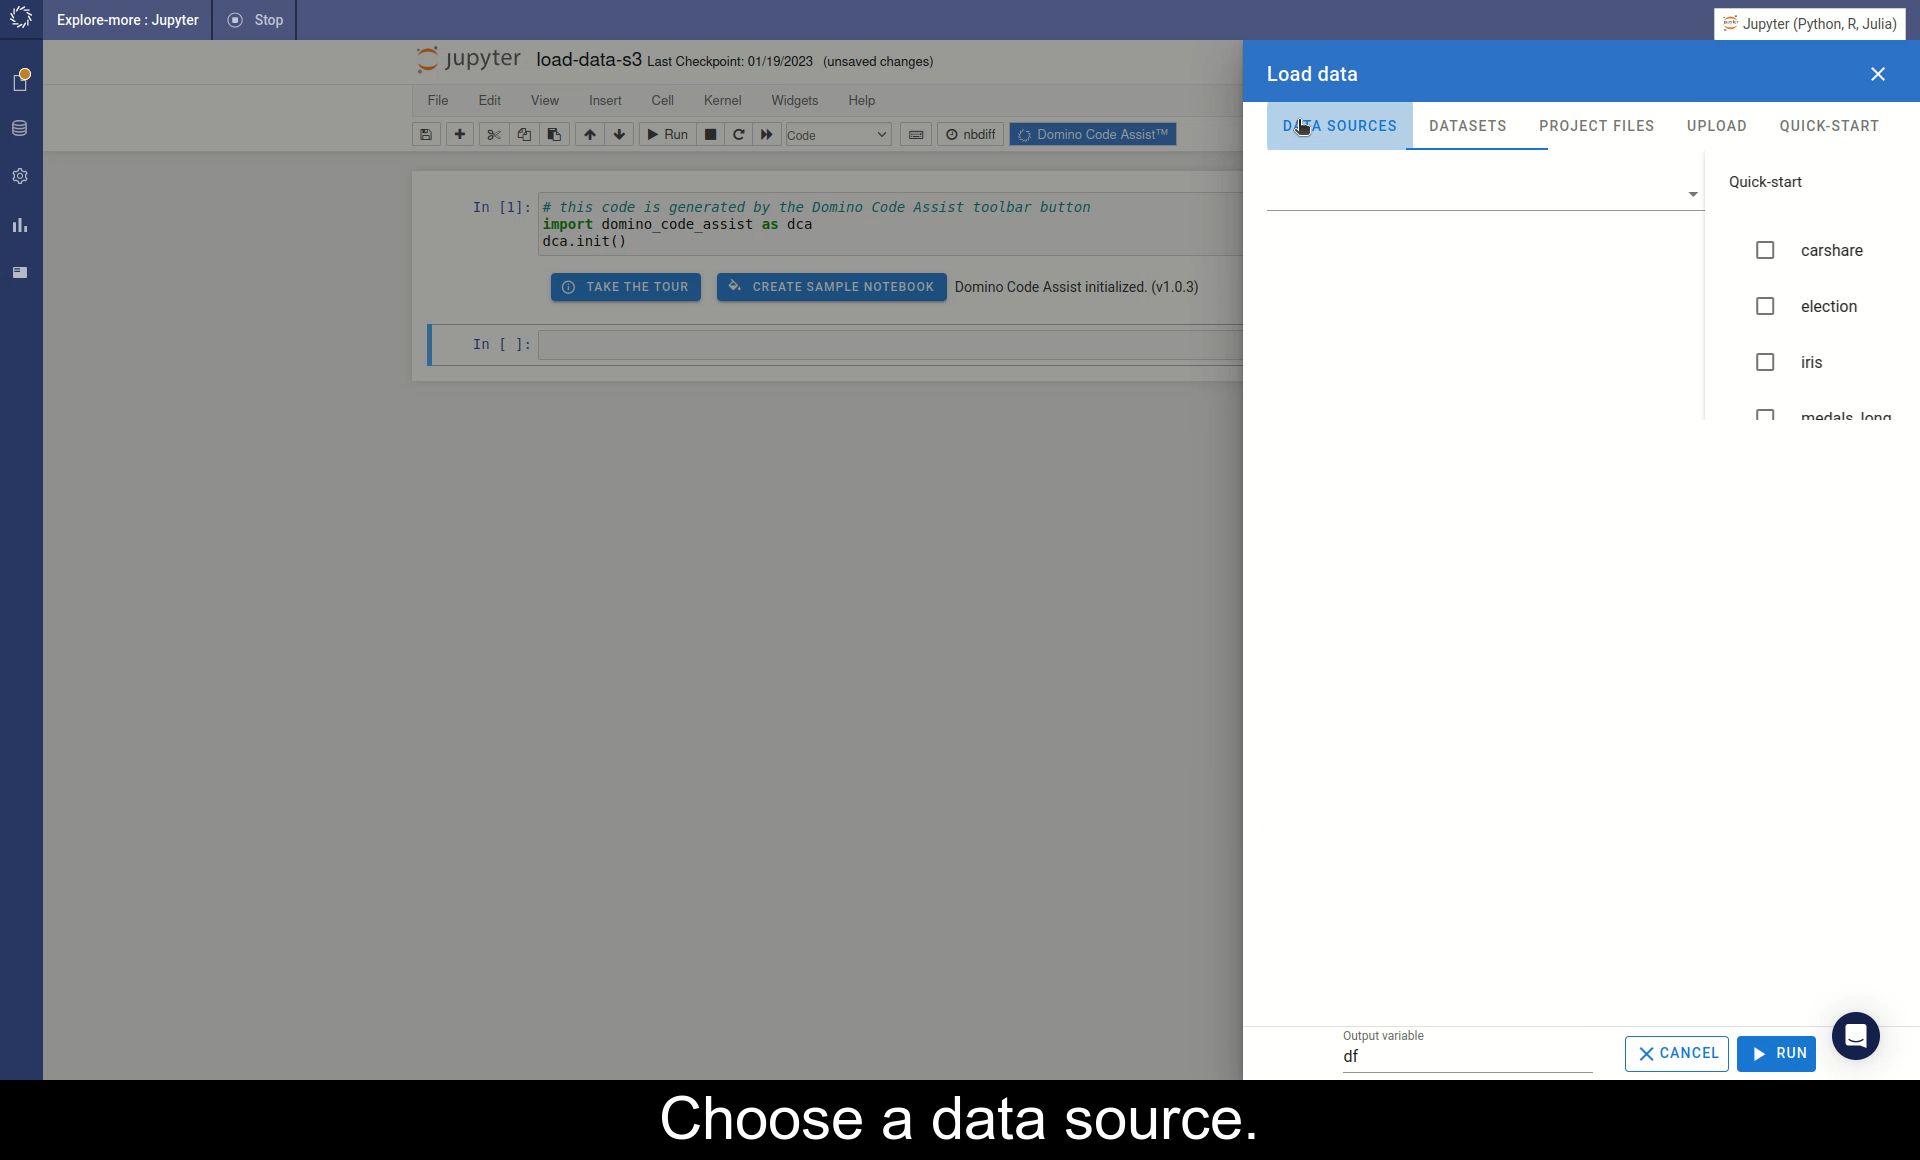 Explore-more : Jupyter
Stop
Jupyter (Python, R, Julia)
jupyter load-data-s3 Last Checkpoint: 01/19/2023 (unsaved changes)
File Edit View Insert Cell Kernel Widgets Help
Run Code nbdiff Domino Code Assist™
In [1]: # this code is generated by the Domino Code Assist toolbar button
import domino_code_assist as dca
dca.init()
TAKE THE TOUR CREATE SAMPLE NOTEBOOK Domino Code Assist initialized. (v1.0.3)
In [ ]:
Load data
DATA SOURCES DATASETS PROJECT FILES UPLOAD QUICK-START
Quick-start
carshare
election
iris
medals_long
Output variable
df
CANCEL RUN
Choose a data source.